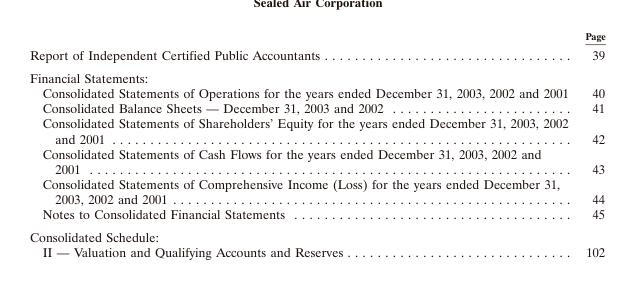 Sealed Air Corporation
Page
Report of Independent Certified Public Accountants . . . . . . . . . . . . . . . . . . . . . . . . . . . . . . . . . 39
Financial Statements:
Consolidated Statements of Operations for the years ended December 31, 2003, 2002 and 2001 40
Consolidated Balance Sheets — December 31, 2003 and 2002 . . . . . . . . . . . . . . . . . . . . . . . . 41
Consolidated Statements of Shareholders' Equity for the years ended December 31, 2003, 2002
and 2001 . . . . . . . . . . . . . . . . . . . . . . . . . . . . . . . . . . . . . . . . . . . . . . . . . . . . . . . . . . . . . 42
Consolidated Statements of Cash Flows for the years ended December 31, 2003, 2002 and
2001 . . . . . . . . . . . . . . . . . . . . . . . . . . . . . . . . . . . . . . . . . . . . . . . . . . . . . . . . . . . . . . . . 43
Consolidated Statements of Comprehensive Income (Loss) for the years ended December 31,
2003, 2002 and 2001 . . . . . . . . . . . . . . . . . . . . . . . . . . . . . . . . . . . . . . . . . . . . . . . . . . . . . 44
Notes to Consolidated Financial Statements . . . . . . . . . . . . . . . . . . . . . . . . . . . . . . . . . . . . . 45
Consolidated Schedule:
II — Valuation and Qualifying Accounts and Reserves . . . . . . . . . . . . . . . . . . . . . . . . . . . . . . 102